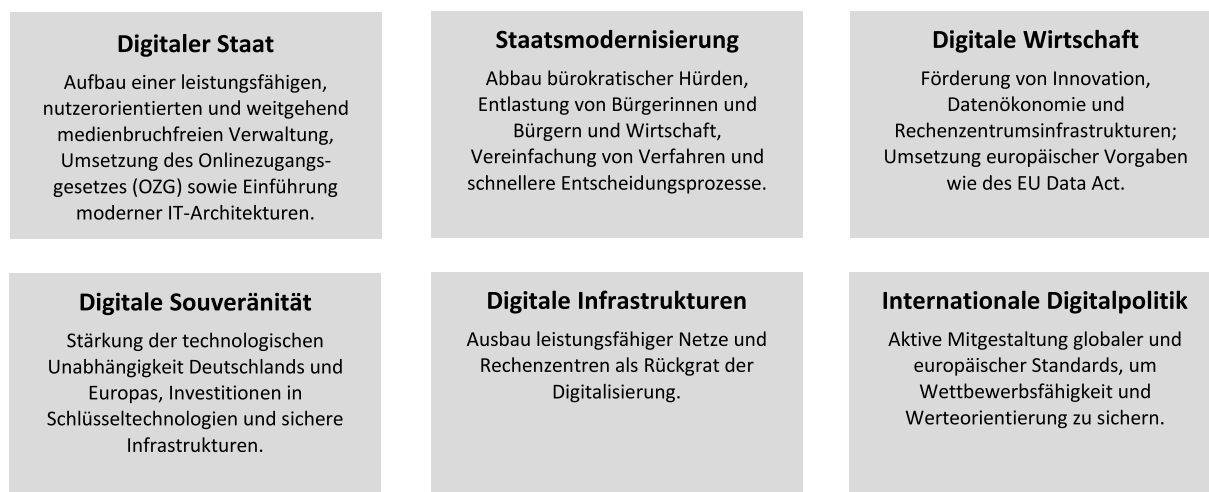 Digitaler Staat
Aufbau einer leistungsfähigen,
nutzerorientierten und weitgehend
medienbruchfreien Verwaltung,
Umsetzung des Onlinezugangs-
gesetzes (OZG) sowie Einführung
moderner IT-Architekturen.
Staatsmodernisierung
Abbau bürokratischer Hürden,
Entlastung von Bürgerinnen und
Bürgern und Wirtschaft,
Vereinfachung von Verfahren und
schnellere Entscheidungsprozesse.
Digitale Wirtschaft
Förderung von Innovation,
Datenökonomie und
Rechenzentrumsinfrastrukturen;
Umsetzung europäischer Vorgaben
wie des EU Data Act.
Digitale Souveränität
Stärkung der technologischen
Unabhängigkeit Deutschlands und
Europas, Investitionen in
Schlüsseltechnologien und sichere
Infrastrukturen.
Digitale Infrastrukturen
Ausbau leistungsfähiger Netze und
Rechenzentren als Rückgrat der
Digitalisierung.
Internationale Digitalpolitik
Aktive Mitgestaltung globaler und
europäischer Standards, um
Wettbewerbsfähigkeit und
Werteorientierung zu sichern.